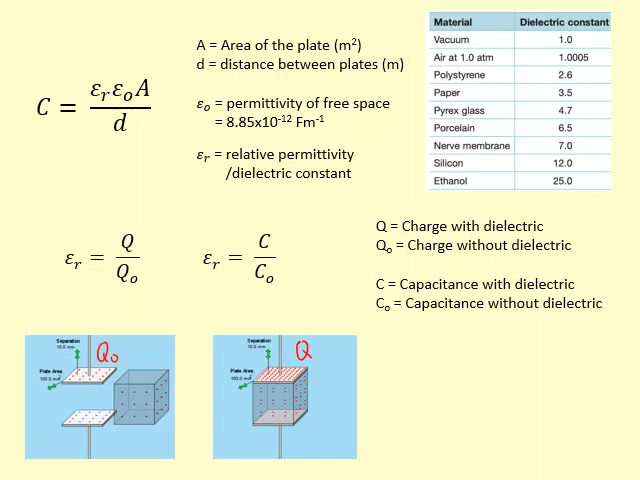 C = εᵣε₀A / d
A = Area of the plate (m²)
d = distance between plates (m)
ε₀ = permittivity of free space
= 8.85x10⁻¹² Fm⁻¹
εᵣ = relative permittivity
/dielectric constant
Material Dielectric constant
Vacuum 1.0
Air at 1.0 atm 1.0005
Polystyrene 2.6
Paper 3.5
Pyrex glass 4.7
Porcelain 6.5
Nerve membrane 7.0
Silicon 12.0
Ethanol 25.0
εᵣ = Q / Q₀
εᵣ = C / C₀
Q = Charge with dielectric
Q₀ = Charge without dielectric
C = Capacitance with dielectric
C₀ = Capacitance without dielectric
Separation
10.0 mm
Q₀
Plate Area
100.0 mm²
Separation
10.0 mm
Q
Plate Area
100.0 mm²